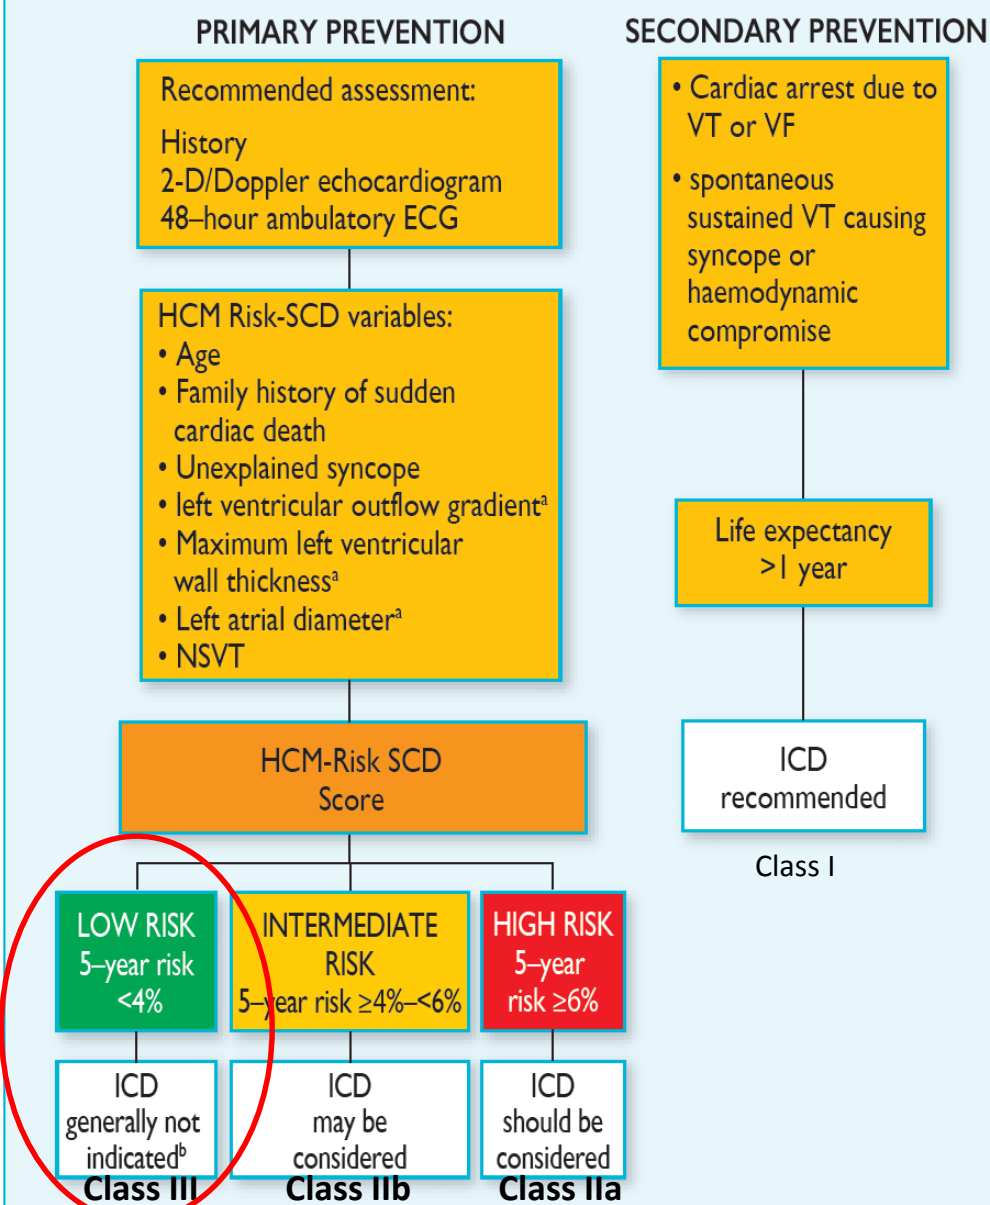 PRIMARY PREVENTION
Recommended assessment:
History
2-D/Doppler echocardiogram
48–hour ambulatory ECG
HCM Risk-SCD variables:
• Age
• Family history of sudden
cardiac death
• Unexplained syncope
• left ventricular outflow gradientᵃ
• Maximum left ventricular
wall thicknessᵃ
• Left atrial diameterᵃ
• NSVT
HCM-Risk SCD
Score
LOW RISK
5–year risk
<4%
ICD
generally not
indicatedᵇ
Class III
INTERMEDIATE
RISK
5–year risk ≥4%–<6%
ICD
may be
considered
Class IIb
HIGH RISK
5–year
risk ≥6%
ICD
should be
considered
Class IIa
SECONDARY PREVENTION
• Cardiac arrest due to
VT or VF
• spontaneous
sustained VT causing
syncope or
haemodynamic
compromise
Life expectancy
>1 year
ICD
recommended
Class I